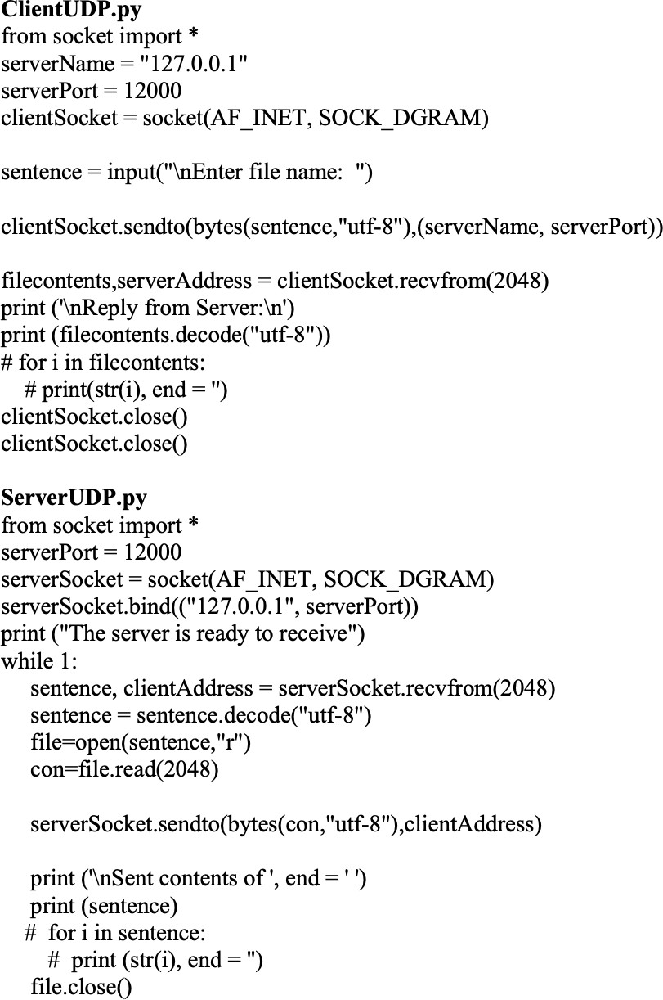 ClientUDP.py
from socket import *
serverName = "127.0.0.1"
serverPort = 12000
clientSocket = socket(AF_INET, SOCK_DGRAM)
sentence = input("\nEnter file name:  ")
clientSocket.sendto(bytes(sentence,"utf-8"),(serverName, serverPort))
filecontents,serverAddress = clientSocket.recvfrom(2048)
print ('\nReply from Server:\n')
print (filecontents.decode("utf-8"))
# for i in filecontents:
    # print(str(i), end = '')
clientSocket.close()
clientSocket.close()
ServerUDP.py
from socket import *
serverPort = 12000
serverSocket = socket(AF_INET, SOCK_DGRAM)
serverSocket.bind(("127.0.0.1", serverPort))
print ("The server is ready to receive")
while 1:
    sentence, clientAddress = serverSocket.recvfrom(2048)
    sentence = sentence.decode("utf-8")
    file=open(sentence,"r")
    con=file.read(2048)
    serverSocket.sendto(bytes(con,"utf-8"),clientAddress)
    print ('\nSent contents of ', end = ' ')
    print (sentence)
   #  for i in sentence:
      #  print (str(i), end = '')
    file.close()